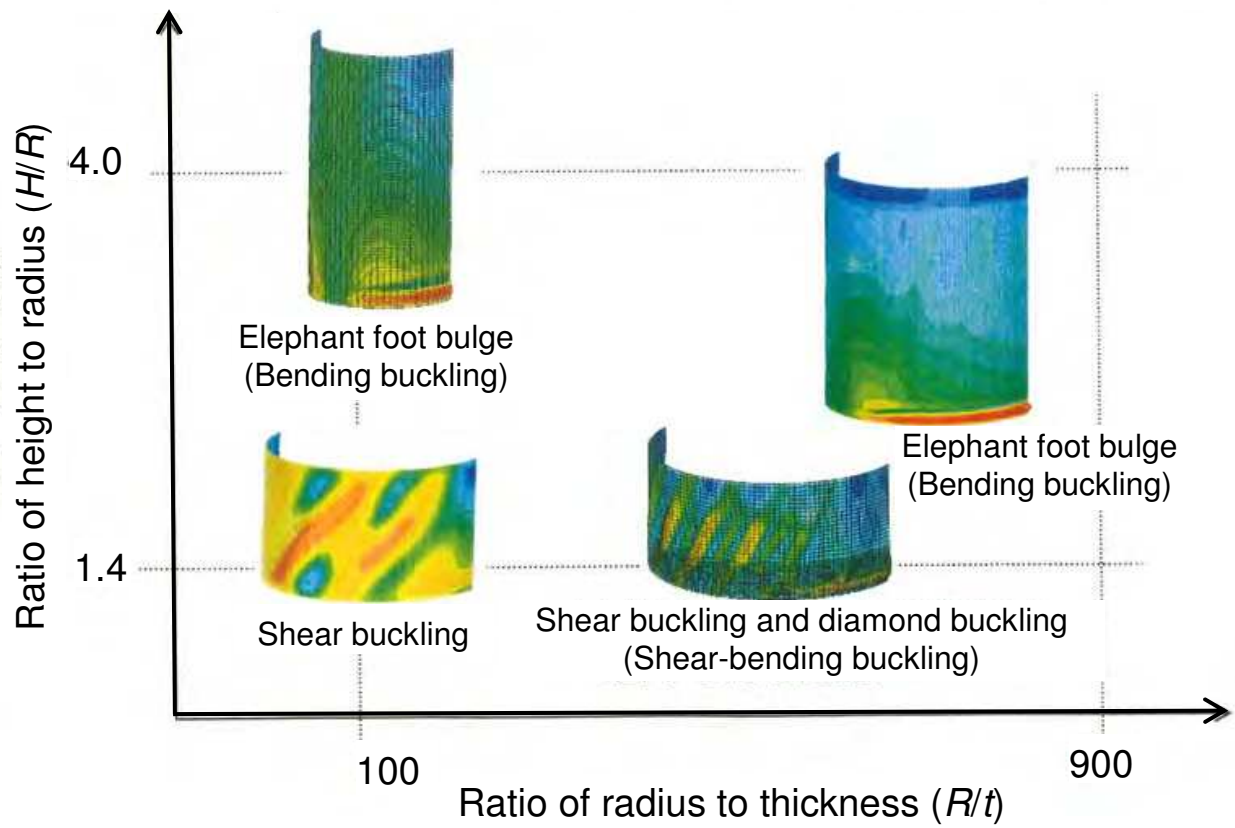 Ratio of height to radius (H/R)
4.0
Elephant foot bulge
(Bending buckling)
Elephant foot bulge
(Bending buckling)
1.4
Shear buckling
Shear buckling and diamond buckling
(Shear-bending buckling)
100
900
Ratio of radius to thickness (R/t)